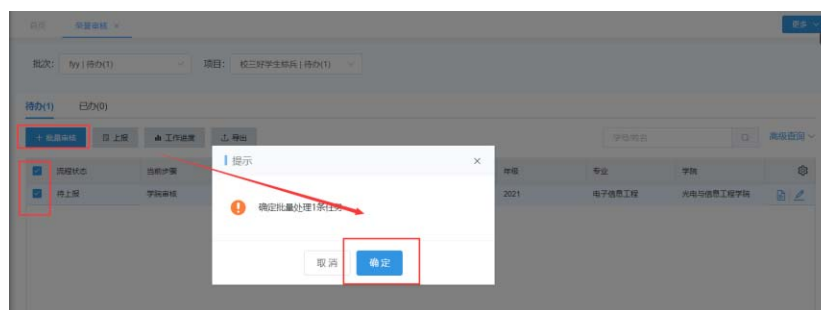 首页 荣誉审核 × 更多
批次: fyy | 待办(1) 项目: 校三好学生标兵 | 待办(1)
待办(1) 已办(0)
+ 批量审核 上报 工作进度 导出 学号/姓名 高级查询
提示 ×
流程状态 当前步骤 年级 专业 学院
待上报 学院审核 2021 电子信息工程 光电与信息工程学院
确定批量处理1条任务
取消 确定